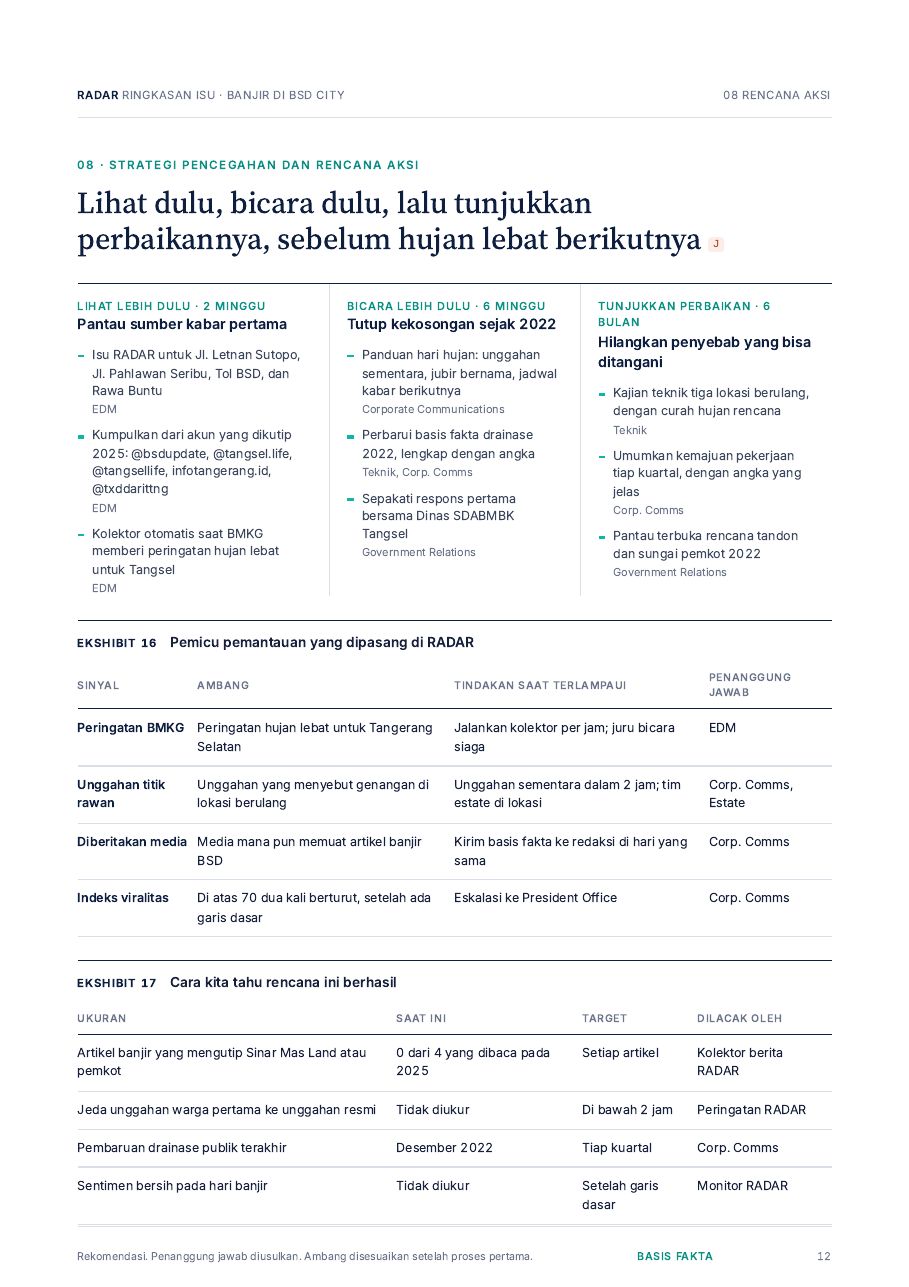 RADAR RINGKASAN ISU · BANJIR DI BSD CITY
08 RENCANA AKSI
08 · STRATEGI PENCEGAHAN DAN RENCANA AKSI
Lihat dulu, bicara dulu, lalu tunjukkan
perbaikannya, sebelum hujan lebat berikutnya J
LIHAT LEBIH DULU · 2 MINGGU
Pantau sumber kabar pertama
Isu RADAR untuk Jl. Letnan Sutopo,
Jl. Pahlawan Seribu, Tol BSD, dan
Rawa Buntu
EDM
Kumpulkan dari akun yang dikutip
2025: @bsdupdate, @tangsel.life,
@tangsellife, infotangerang.id,
@txddarittng
EDM
Kolektor otomatis saat BMKG
memberi peringatan hujan lebat
untuk Tangsel
EDM
BICARA LEBIH DULU · 6 MINGGU
Tutup kekosongan sejak 2022
Panduan hari hujan: unggahan
sementara, jubir bernama, jadwal
kabar berikutnya
Corporate Communications
Perbarui basis fakta drainase
2022, lengkap dengan angka
Teknik, Corp. Comms
Sepakati respons pertama
bersama Dinas SDABMBK
Tangsel
Government Relations
TUNJUKKAN PERBAIKAN · 6
BULAN
Hilangkan penyebab yang bisa
ditangani
Kajian teknik tiga lokasi berulang,
dengan curah hujan rencana
Teknik
Umumkan kemajuan pekerjaan
tiap kuartal, dengan angka yang
jelas
Corp. Comms
Pantau terbuka rencana tandon
dan sungai pemkot 2022
Government Relations
EKSHIBIT 16 Pemicu pemantauan yang dipasang di RADAR
SINYAL
AMBANG
TINDAKAN SAAT TERLAMPAUI
PENANGGUNG
JAWAB
Peringatan BMKG
Peringatan hujan lebat untuk Tangerang
Selatan
Jalankan kolektor per jam; juru bicara
siaga
EDM
Unggahan titik
rawan
Unggahan yang menyebut genangan di
lokasi berulang
Unggahan sementara dalam 2 jam; tim
estate di lokasi
Corp. Comms,
Estate
Diberitakan media
Media mana pun memuat artikel banjir
BSD
Kirim basis fakta ke redaksi di hari yang
sama
Corp. Comms
Indeks viralitas
Di atas 70 dua kali berturut, setelah ada
garis dasar
Eskalasi ke President Office
Corp. Comms
EKSHIBIT 17 Cara kita tahu rencana ini berhasil
UKURAN
SAAT INI
TARGET
DILACAK OLEH
Artikel banjir yang mengutip Sinar Mas Land atau
pemkot
0 dari 4 yang dibaca pada
2025
Setiap artikel
Kolektor berita
RADAR
Jeda unggahan warga pertama ke unggahan resmi
Tidak diukur
Di bawah 2 jam
Peringatan RADAR
Pembaruan drainase publik terakhir
Desember 2022
Tiap kuartal
Corp. Comms
Sentimen bersih pada hari banjir
Tidak diukur
Setelah garis
dasar
Monitor RADAR
Rekomendasi. Penanggung jawab diusulkan. Ambang disesuaikan setelah proses pertama.
BASIS FAKTA
12